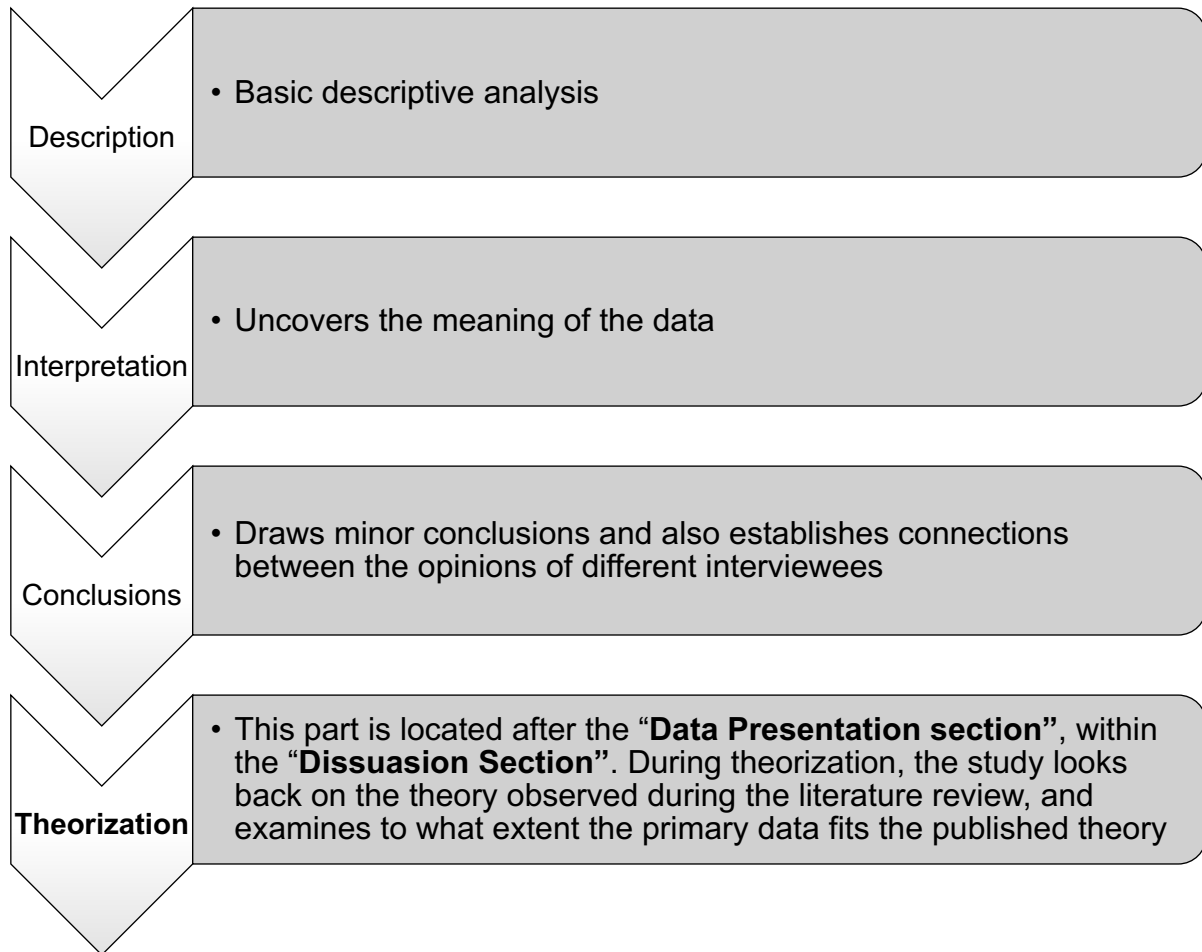 Description
• Basic descriptive analysis
Interpretation
• Uncovers the meaning of the data
Conclusions
• Draws minor conclusions and also establishes connections
between the opinions of different interviewees
Theorization
• This part is located after the “Data Presentation section”, within
the “Dissuasion Section”. During theorization, the study looks
back on the theory observed during the literature review, and
examines to what extent the primary data fits the published theory